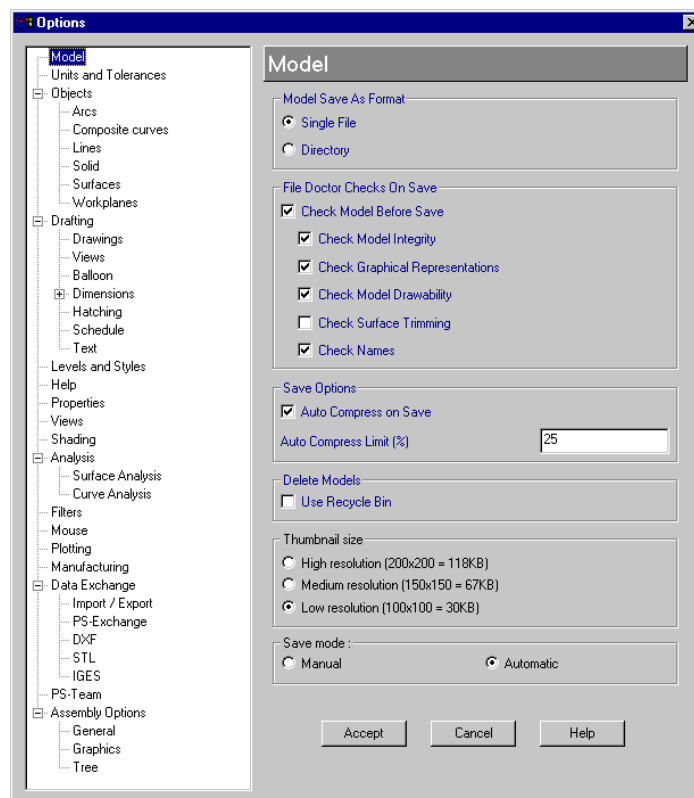 Options
Model
Units and Tolerances
Objects
Arcs
Composite curves
Lines
Solid
Surfaces
Workplanes
Drafting
Drawings
Views
Balloon
Dimensions
Hatching
Schedule
Text
Levels and Styles
Help
Properties
Views
Shading
Analysis
Surface Analysis
Curve Analysis
Filters
Mouse
Plotting
Manufacturing
Data Exchange
Import / Export
PS-Exchange
DXF
STL
IGES
PS-Team
Assembly Options
General
Graphics
Tree
Model
Model Save As Format
Single File
Directory
File Doctor Checks On Save
Check Model Before Save
Check Model Integrity
Check Graphical Representations
Check Model Drawability
Check Surface Trimming
Check Names
Save Options
Auto Compress on Save
Auto Compress Limit (%) 25
Delete Models
Use Recycle Bin
Thumbnail size
High resolution (200x200 = 118KB)
Medium resolution (150x150 = 67KB)
Low resolution (100x100 = 30KB)
Save mode :
Manual Automatic
Accept Cancel Help